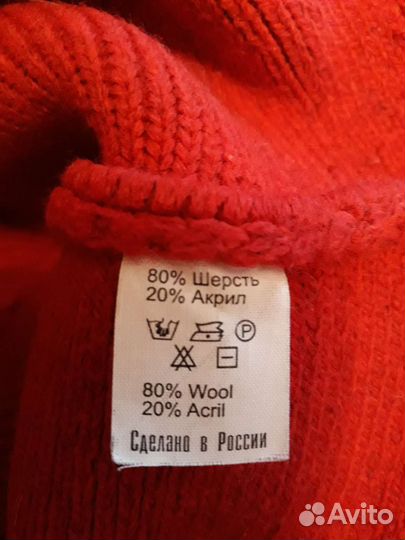 80% Шерсть
20% Акрил
P
80% Wool
20% Acril
Сделано в России
Avito